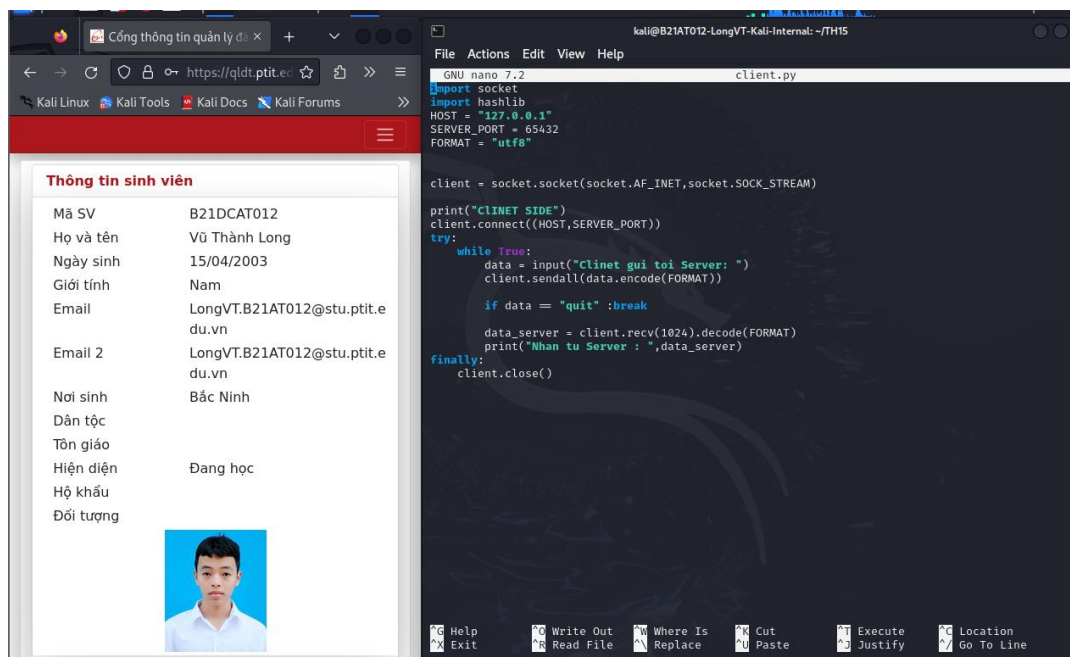 Cổng thông tin quản lý đà
https://qldt.ptit.ed
Kali Linux Kali Tools Kali Docs Kali Forums
Thông tin sinh viên
Mã SV B21DCAT012
Họ và tên Vũ Thành Long
Ngày sinh 15/04/2003
Giới tính Nam
Email LongVT.B21AT012@stu.ptit.e
du.vn
Email 2 LongVT.B21AT012@stu.ptit.e
du.vn
Nơi sinh Bắc Ninh
Dân tộc
Tôn giáo
Hiện diện Đang học
Hộ khẩu
Đối tượng
kali@B21AT012-LongVT-Kali-Internal: ~/TH15
File Actions Edit View Help
GNU nano 7.2 client.py
import socket
import hashlib
HOST = "127.0.0.1"
SERVER_PORT = 65432
FORMAT = "utf8"
client = socket.socket(socket.AF_INET,socket.SOCK_STREAM)
print("ClINET SIDE")
client.connect((HOST,SERVER_PORT))
try:
    while True:
        data = input("Clinet gui toi Server: ")
        client.sendall(data.encode(FORMAT))
        if data == "quit" :break
        data_server = client.recv(1024).decode(FORMAT)
        print("Nhan tu Server : ",data_server)
finally:
    client.close()
^G Help ^O Write Out ^W Where Is ^K Cut ^T Execute ^C Location
^X Exit ^R Read File ^\ Replace ^U Paste ^J Justify ^/ Go To Line